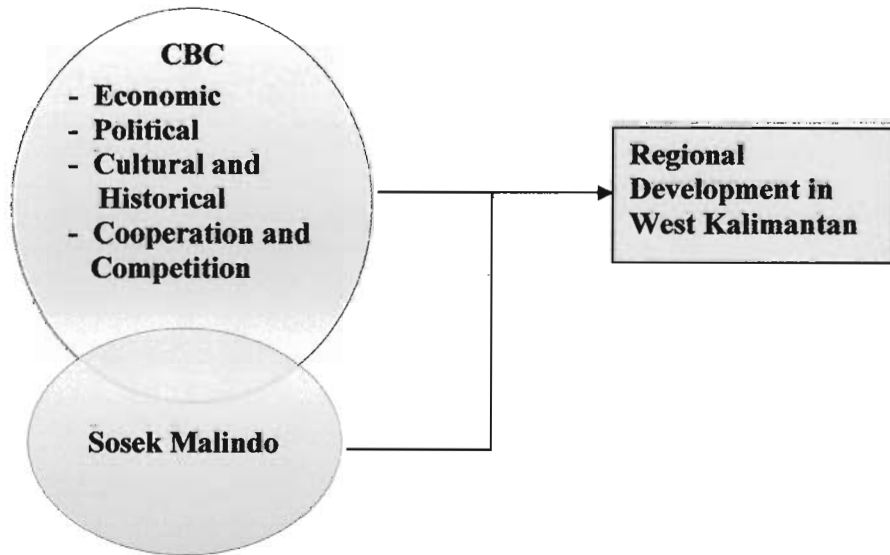 CBC
- Economic
- Political
- Cultural and
Historical
- Cooperation and
Competition
Regional
Development in
West Kalimantan
Sosek Malindo